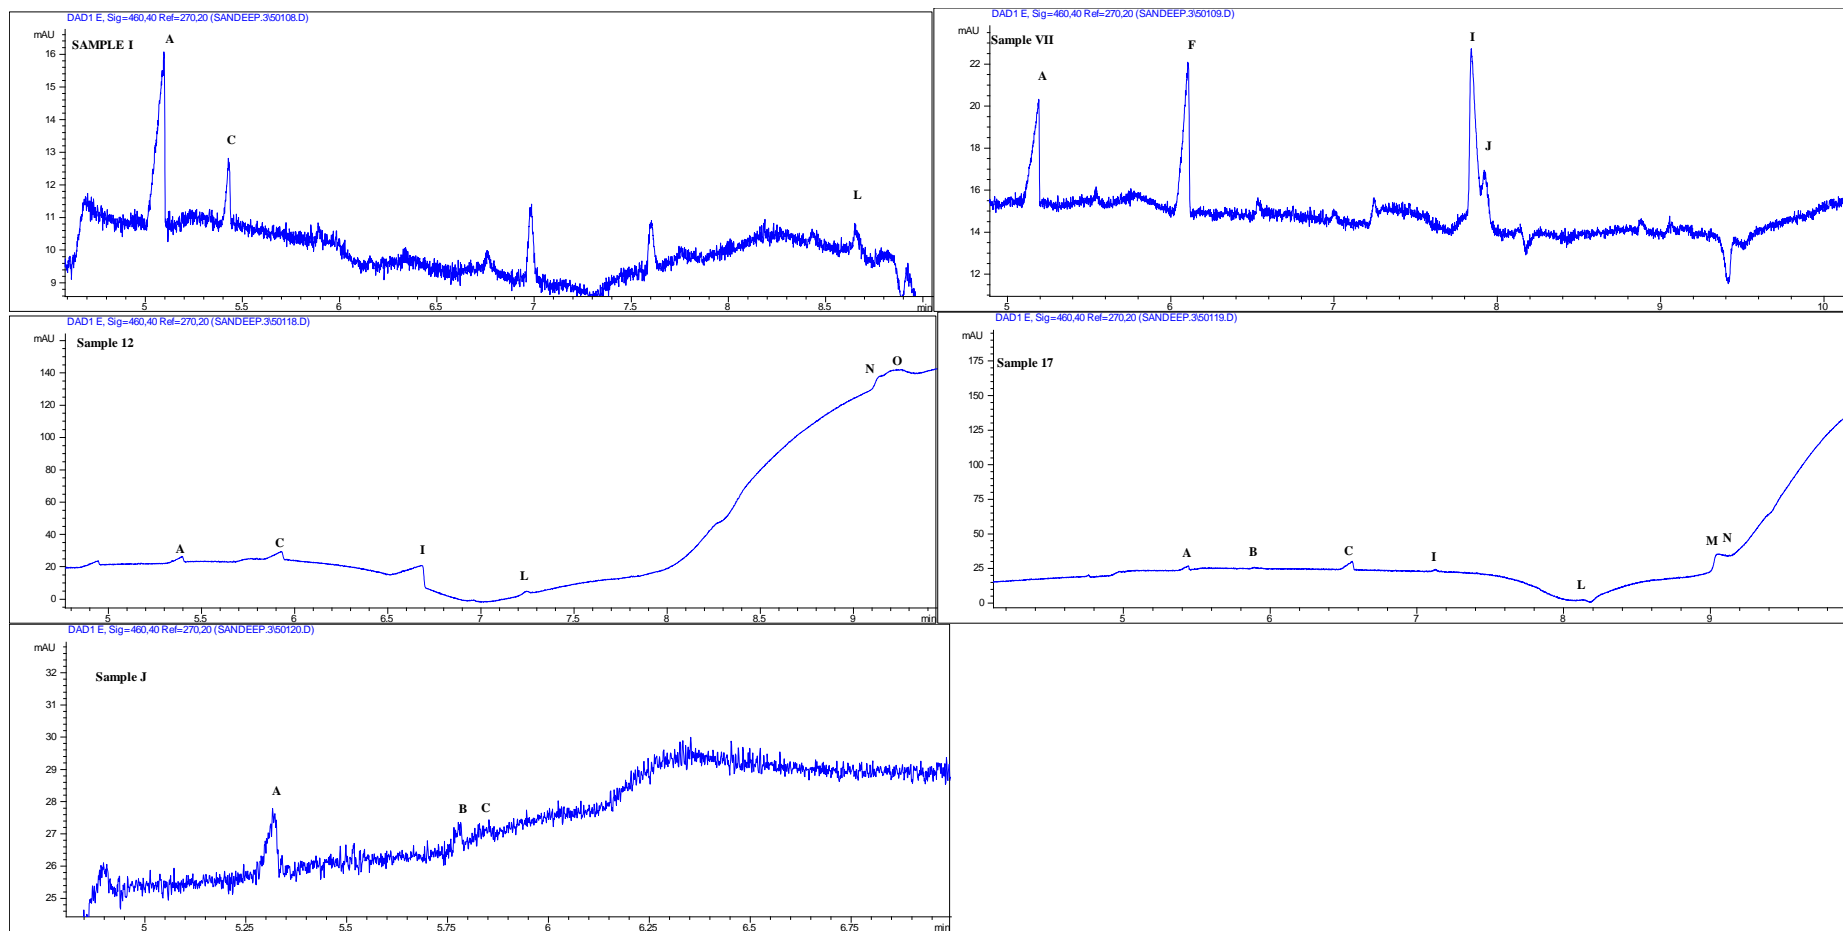 DAD1 E, Sig=460,40 Ref=270,20 (SANDEEP.3\50108.D)
mAU
SAMPLE I
A
C
L
16
15
14
13
12
11
10
9
5 5.5 6 6.5 7 7.5 8 8.5 min
DAD1 E, Sig=460,40 Ref=270,20 (SANDEEP.3\50109.D)
mAU
Sample VII
A
F
I
J
22
20
18
16
14
12
5 6 7 8 9 10
DAD1 E, Sig=460,40 Ref=270,20 (SANDEEP.3\50118.D)
mAU
Sample 12
A
C
I
L
N
O
140
120
100
80
60
40
20
0
5 5.5 6 6.5 7 7.5 8 8.5 9 min
DAD1 E, Sig=460,40 Ref=270,20 (SANDEEP.3\50119.D)
mAU
Sample 17
A
B
C
I
L
M N
175
150
125
100
75
50
25
0
5 6 7 8 9
DAD1 E, Sig=460,40 Ref=270,20 (SANDEEP.3\50120.D)
mAU
Sample J
A
B
C
32
31
30
29
28
27
26
25
5 5.25 5.5 5.75 6 6.25 6.5 6.75 min